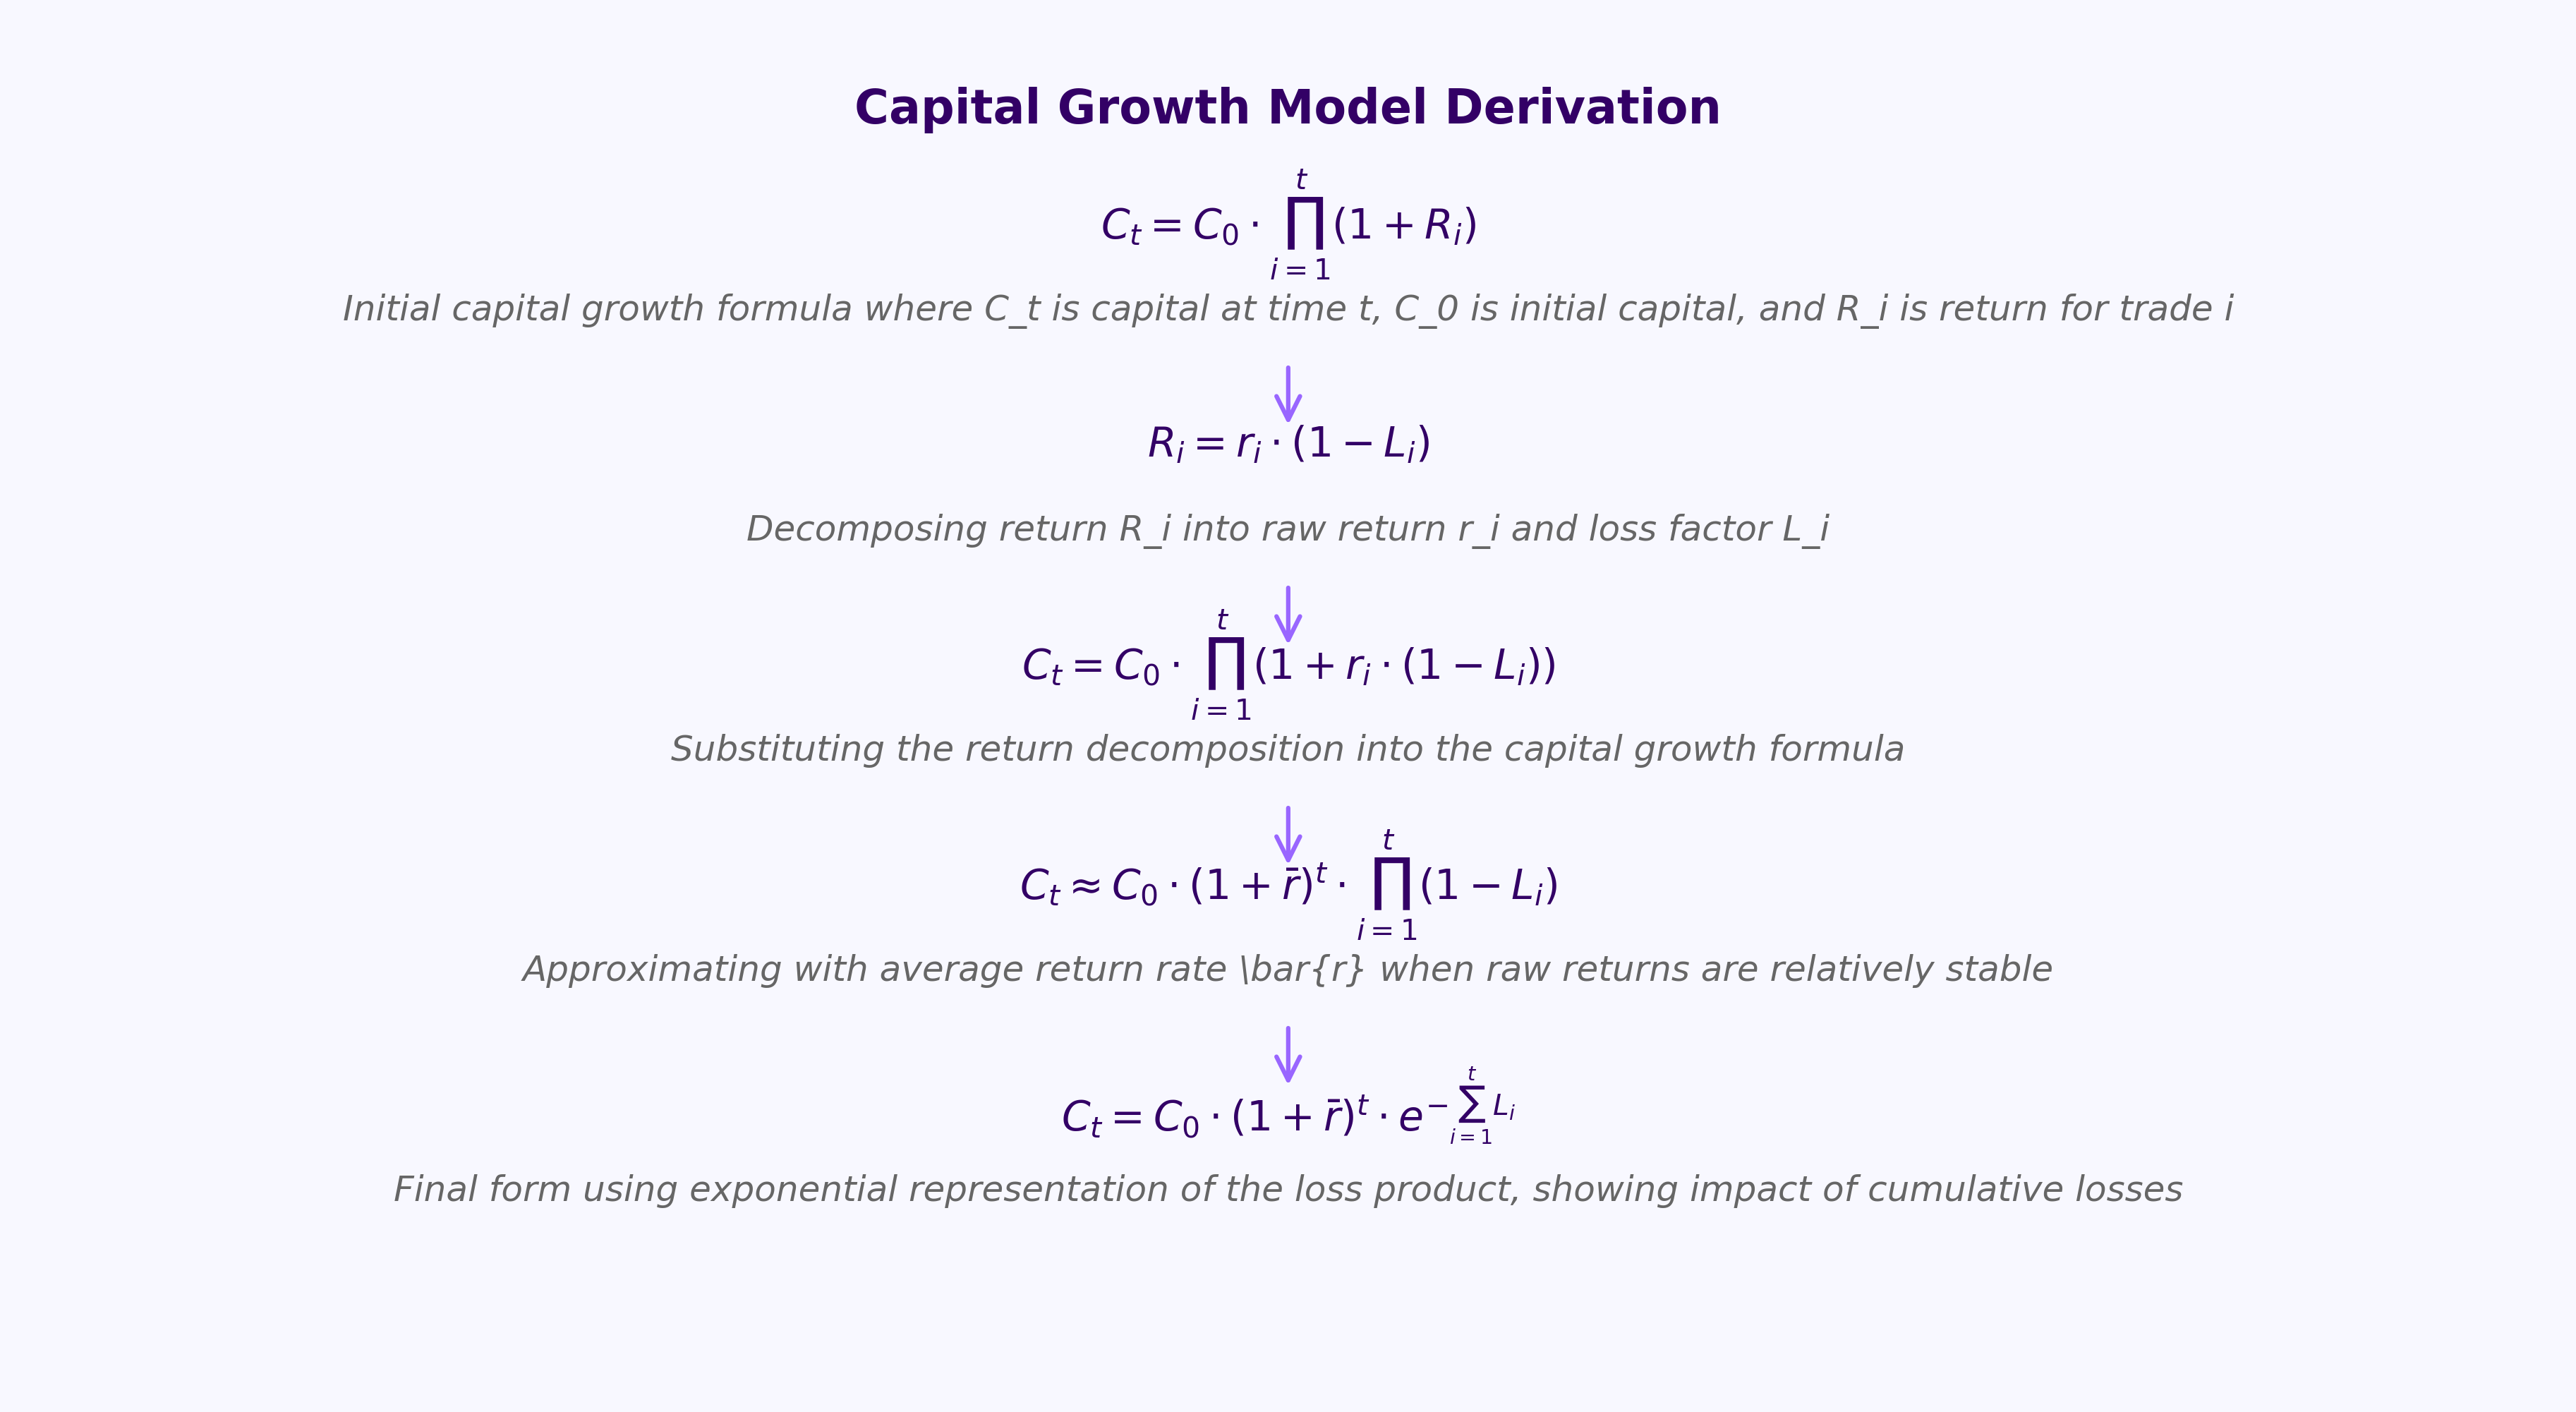 Capital Growth Model Derivation
$C_t = C_0 \cdot \prod_{i=1}^{t} (1 + R_i)$
Initial capital growth formula where C_t is capital at time t, C_0 is initial capital, and R_i is return for trade i
$R_i = r_i \cdot (1 - L_i)$
Decomposing return R_i into raw return r_i and loss factor L_i
$C_t = C_0 \cdot \prod_{i=1}^{t} (1 + r_i \cdot (1 - L_i))$
Substituting the return decomposition into the capital growth formula
$C_t \approx C_0 \cdot (1 + \bar{r})^t \cdot \prod_{i=1}^{t} (1 - L_i)$
Approximating with average return rate \bar{r} when raw returns are relatively stable
$C_t = C_0 \cdot (1 + \bar{r})^t \cdot e^{-\sum_{i=1}^{t} L_i}$
Final form using exponential representation of the loss product, showing impact of cumulative losses